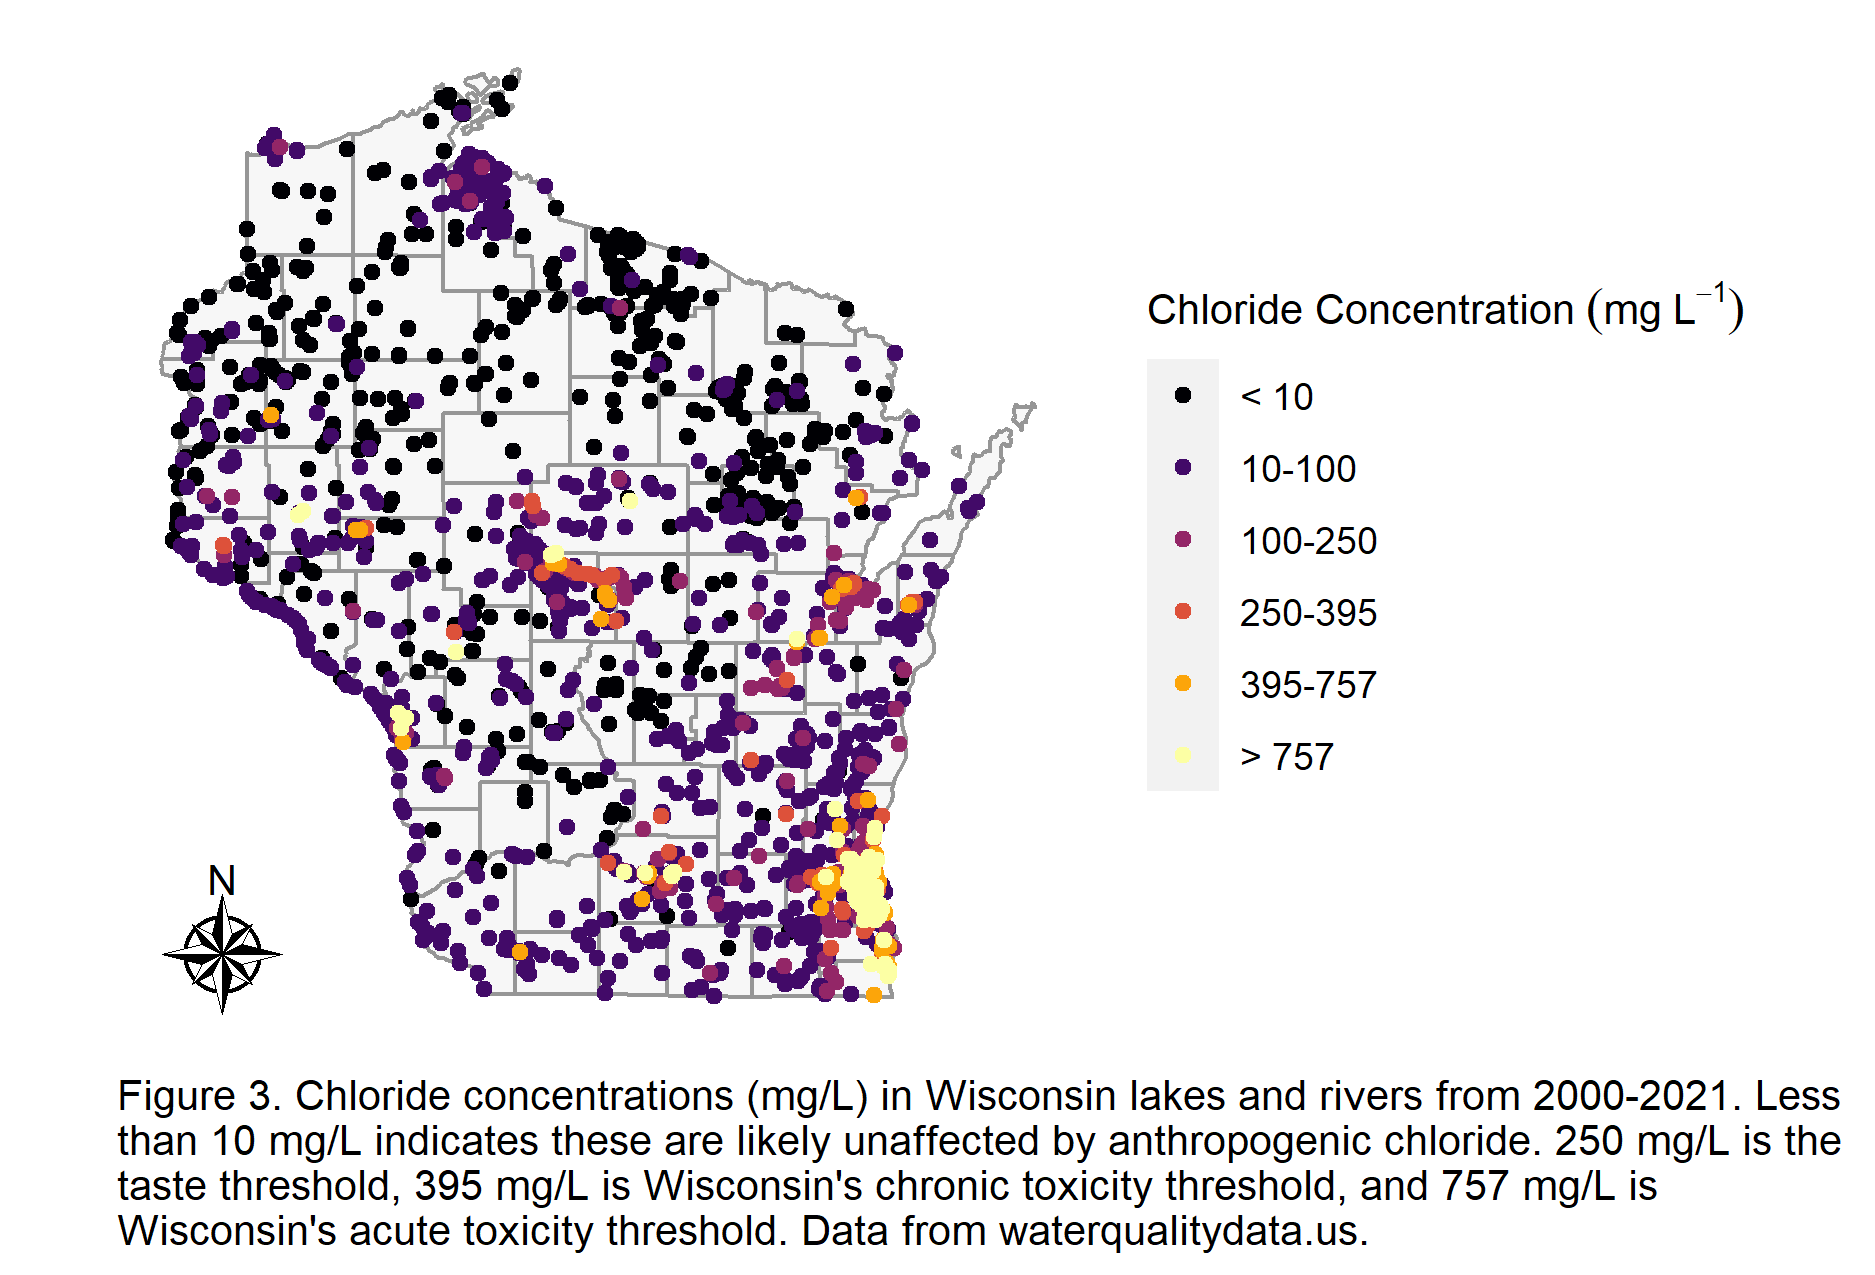 Chloride Concentration (mg L⁻¹)
< 10
10-100
100-250
250-395
395-757
> 757
N
Figure 3. Chloride concentrations (mg/L) in Wisconsin lakes and rivers from 2000-2021. Less
than 10 mg/L indicates these are likely unaffected by anthropogenic chloride. 250 mg/L is the
taste threshold, 395 mg/L is Wisconsin's chronic toxicity threshold, and 757 mg/L is
Wisconsin's acute toxicity threshold. Data from waterqualitydata.us.